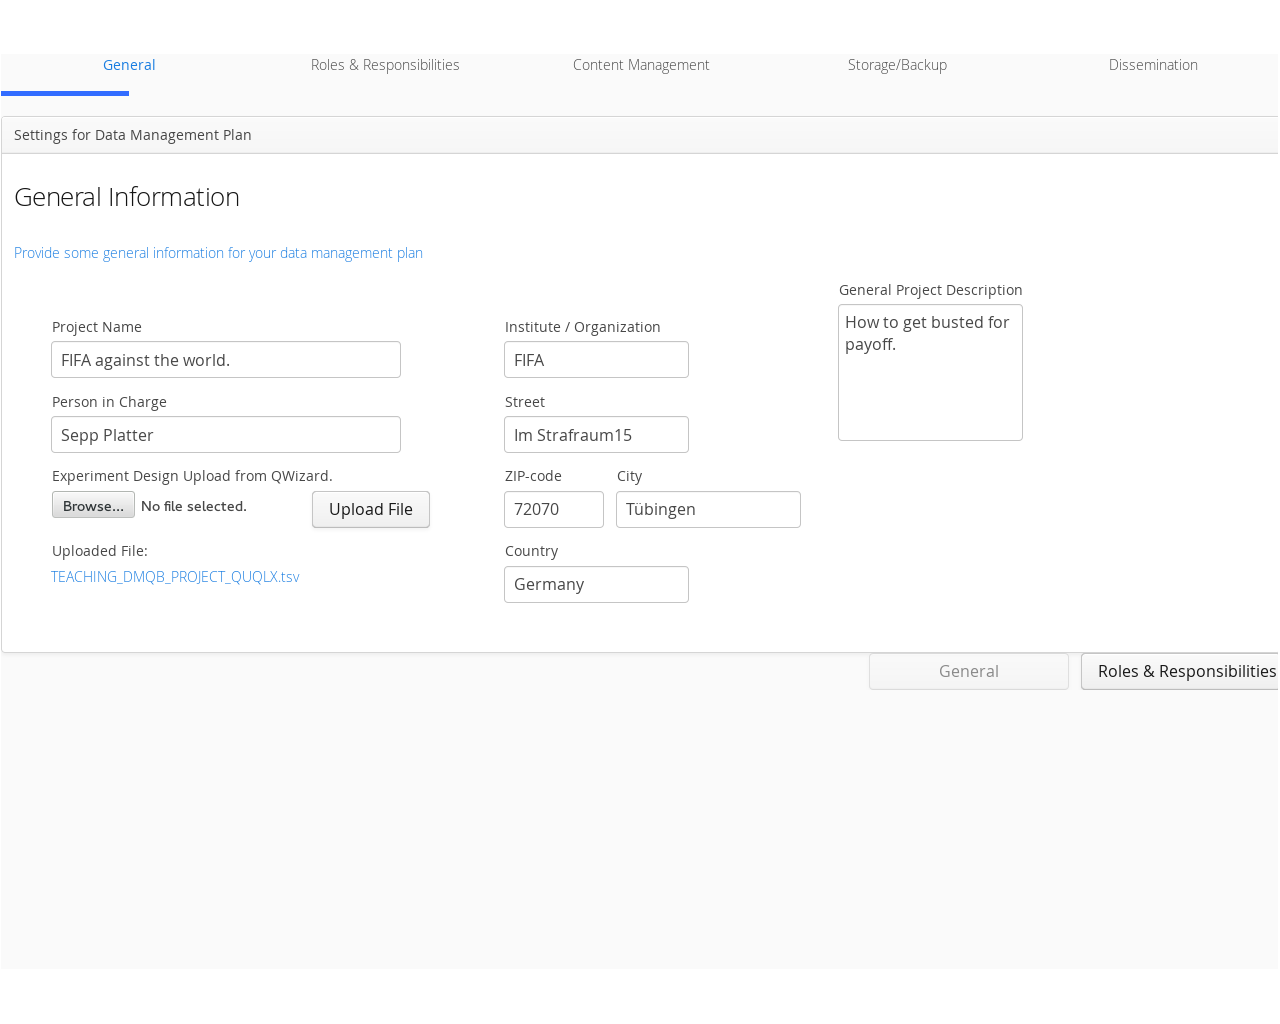 General
Roles & Responsibilities
Content Management
Storage/Backup
Dissemination
Settings for Data Management Plan
General Information
Provide some general information for your data management plan
Project Name
FIFA against the world.
Person in Charge
Sepp Platter
Experiment Design Upload from QWizard.
Browse... No file selected.
Upload File
Uploaded File:
TEACHING_DMQB_PROJECT_QUQLX.tsv
Institute / Organization
FIFA
Street
Im Strafraum15
ZIP-code
City
72070
Tübingen
Country
Germany
General Project Description
How to get busted for
payoff.
General
Roles & Responsibilities